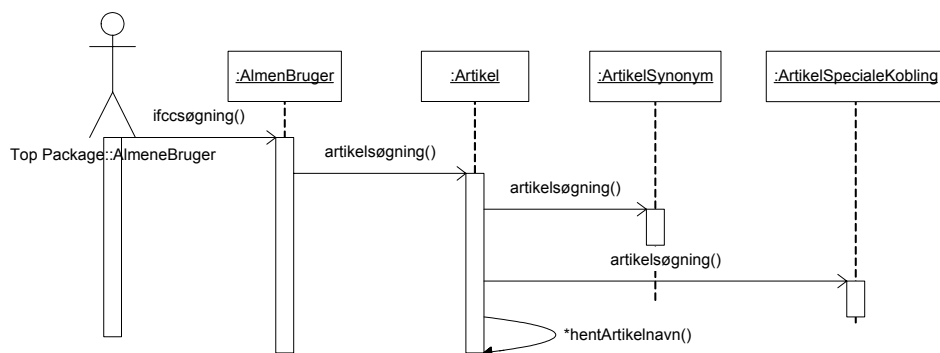 :AlmenBruger
:Artikel
:ArtikelSynonym
:ArtikelSpecialeKobling
ifccsøgning()
Top Package::AlmeneBruger
artikelsøgning()
artikelsøgning()
artikelsøgning()
*hentArtikelnavn()